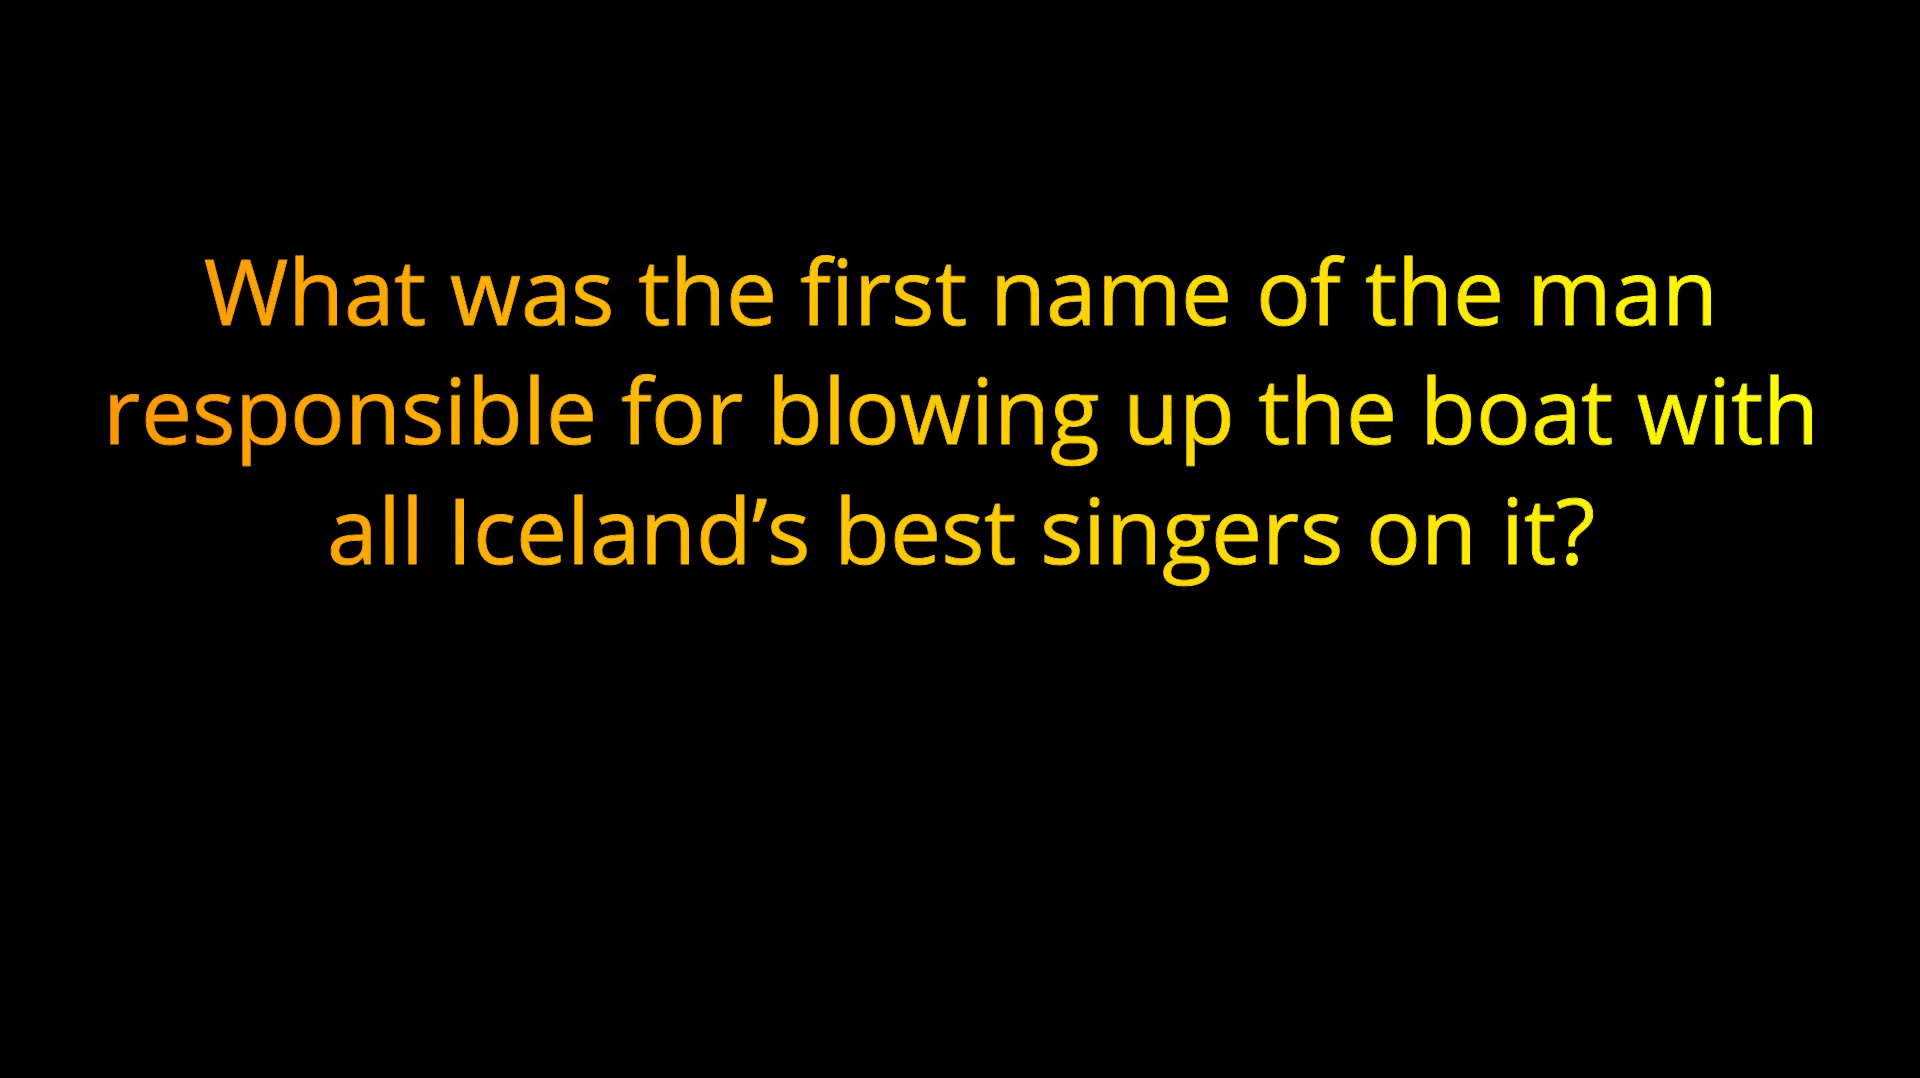 What was the first name of the man
responsible for blowing up the boat with
all Iceland’s best singers on it?